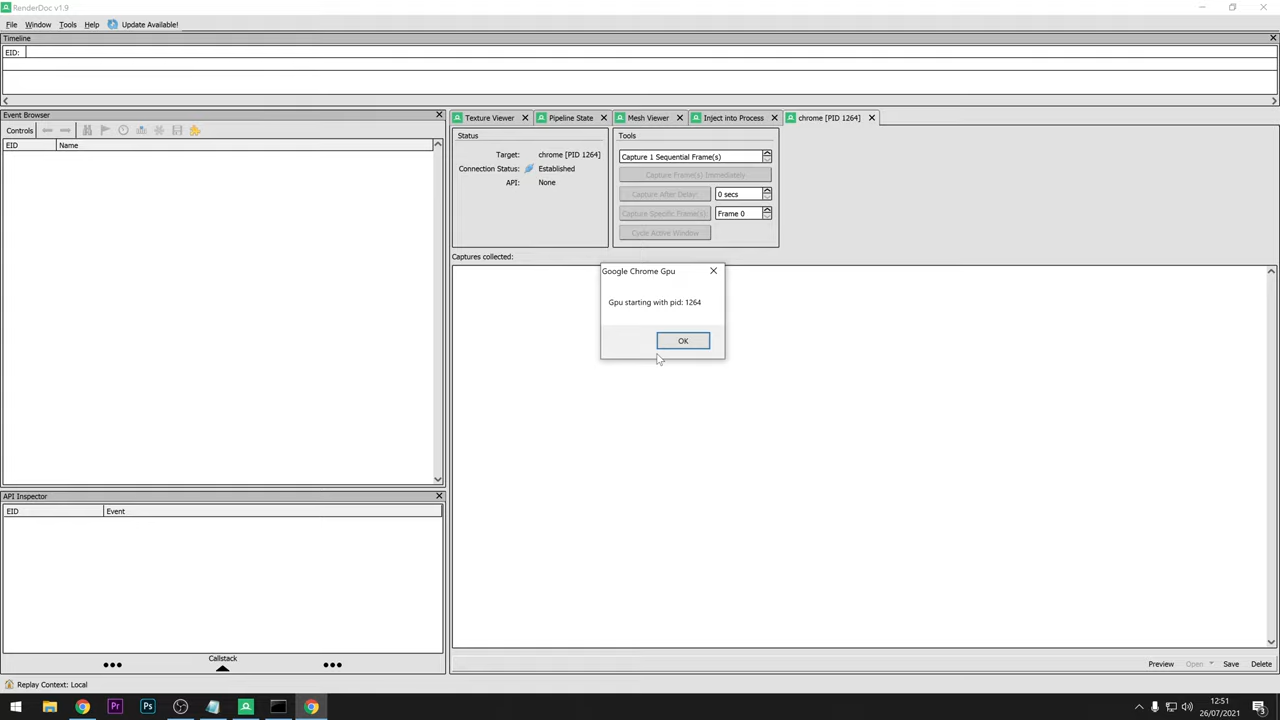 RenderDoc v1.9
File Window Tools Help Update Available!
Timeline
EID:
Event Browser
Controls
EID Name
API Inspector
EID Event
Callstack
Texture Viewer Pipeline State Mesh Viewer Inject into Process chrome [PID 1264]
Status
Target: chrome [PID 1264]
Connection Status: Established
API: None
Tools
Capture 1 Sequential Frame(s)
Capture Frame(s) Immediately
Capture After Delay: 0 secs
Capture Specific Frame(s) Frame 0
Cycle Active Window
Captures collected:
Google Chrome Gpu
Gpu starting with pid: 1264
OK
Preview Open Save Delete
Replay Context: Local
Pr Ps
12:51
26/07/2021
3